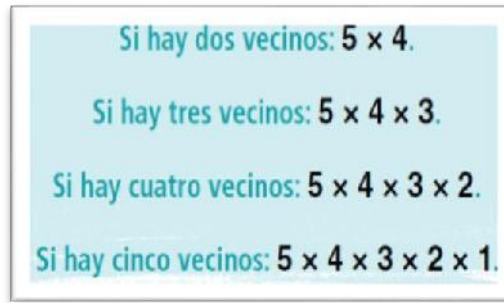 Si hay dos vecinos: 5 × 4.
Si hay tres vecinos: 5 × 4 × 3.
Si hay cuatro vecinos: 5 × 4 × 3 × 2.
Si hay cinco vecinos: 5 × 4 × 3 × 2 × 1.